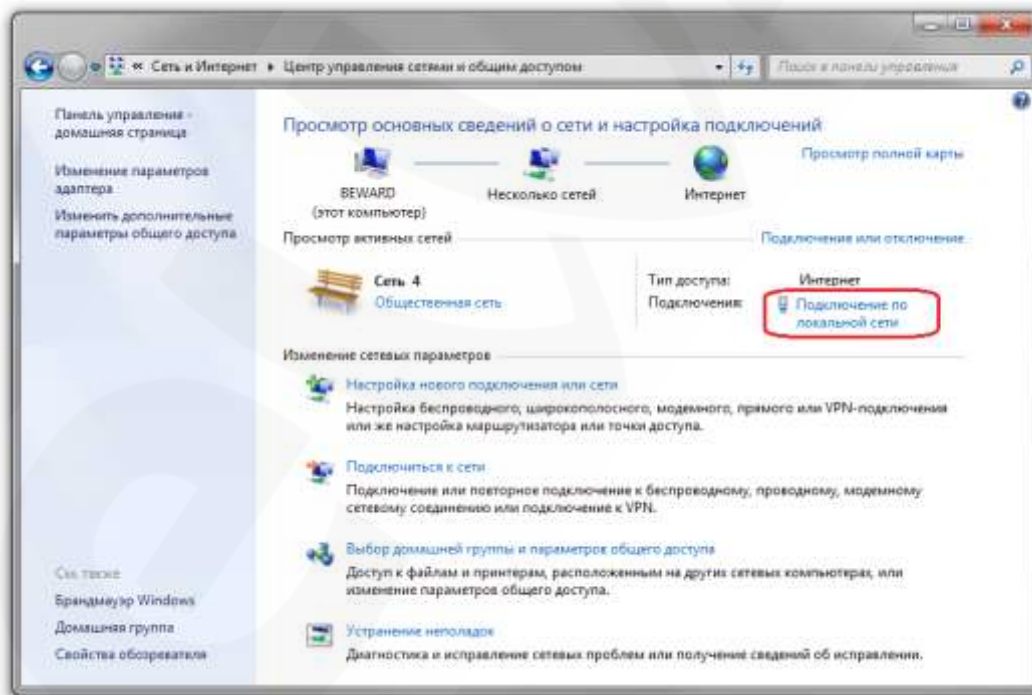 « Сеть и Интернет ▸ Центр управления сетями и общим доступом
Поиск в панели управления
Панель управления -
домашняя страница
Изменение параметров
адаптера
Изменить дополнительные
параметры общего доступа
Просмотр основных сведений о сети и настройка подключений
Просмотр полной карты
BEWARD
(этот компьютер)
Несколько сетей
Интернет
Просмотр активных сетей
Подключение или отключение
Сеть 4
Общественная сеть
Тип доступа: Интернет
Подключения: Подключение по
локальной сети
Изменение сетевых параметров
Настройка нового подключения или сети
Настройка беспроводного, широкополосного, модемного, прямого или VPN-подключения
или же настройка маршрутизатора или точки доступа.
Подключиться к сети
Подключение или повторное подключение к беспроводному, проводному, модемному
сетевому соединению или подключение к VPN.
Выбор домашней группы и параметров общего доступа
Доступ к файлам и принтерам, расположенным на других сетевых компьютерах, или
изменение параметров общего доступа.
Устранение неполадок
Диагностика и исправление сетевых проблем или получение сведений об исправлении.
См. также
Брандмауэр Windows
Домашняя группа
Свойства обозревателя